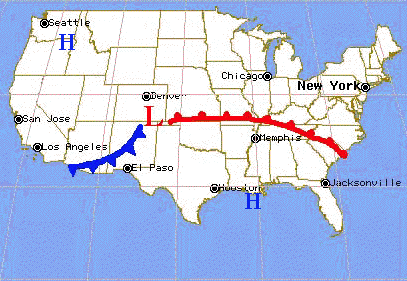 Seattle
H
Chicago
New York
Denver
L
San Jose
Memphis
Los Angeles
El Paso
Jacksonville
Houston
H